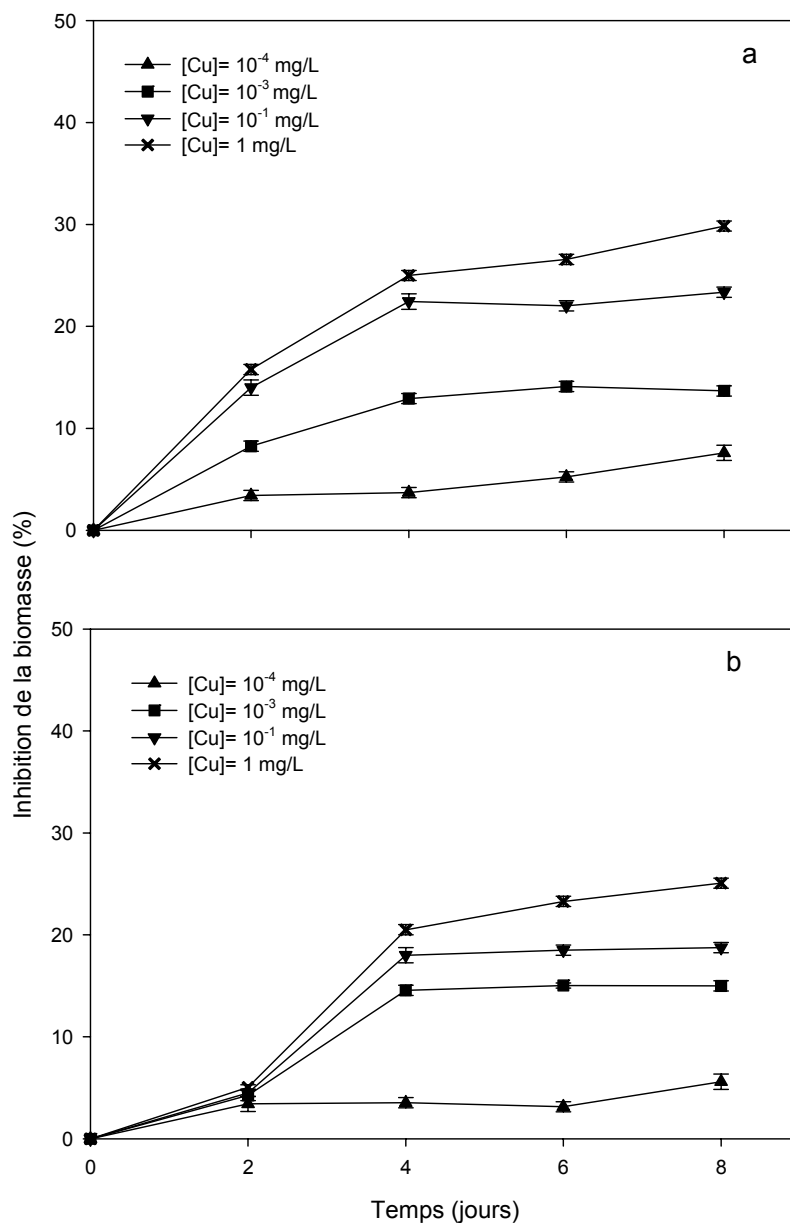 50
a
[Cu]= 10⁻⁴ mg/L
[Cu]= 10⁻³ mg/L
[Cu]= 10⁻¹ mg/L
[Cu]= 1 mg/L
40
30
20
10
0
Inhibition de la biomasse (%)
50
b
[Cu]= 10⁻⁴ mg/L
[Cu]= 10⁻³ mg/L
[Cu]= 10⁻¹ mg/L
[Cu]= 1 mg/L
40
30
20
10
0
0 2 4 6 8
Temps (jours)